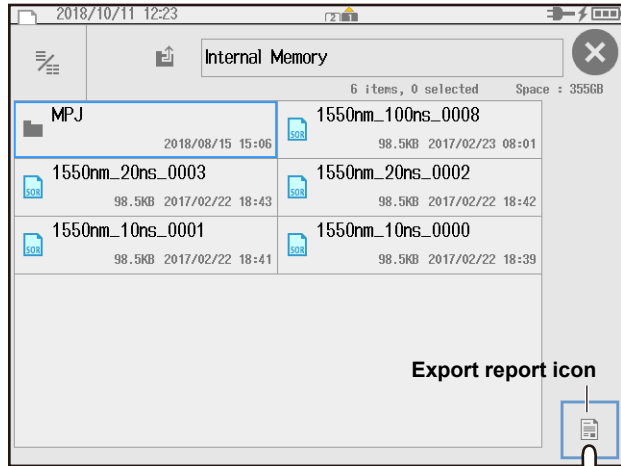 2018/10/11 12:23
2 1
Internal Memory
6 items, 0 selected Space : 355GB
MPJ
2018/08/15 15:06
SOR
1550nm_100ns_0008
98.5KB 2017/02/23 08:01
SOR
1550nm_20ns_0003
98.5KB 2017/02/22 18:43
SOR
1550nm_20ns_0002
98.5KB 2017/02/22 18:42
SOR
1550nm_10ns_0001
98.5KB 2017/02/22 18:41
SOR
1550nm_10ns_0000
98.5KB 2017/02/22 18:39
Export report icon